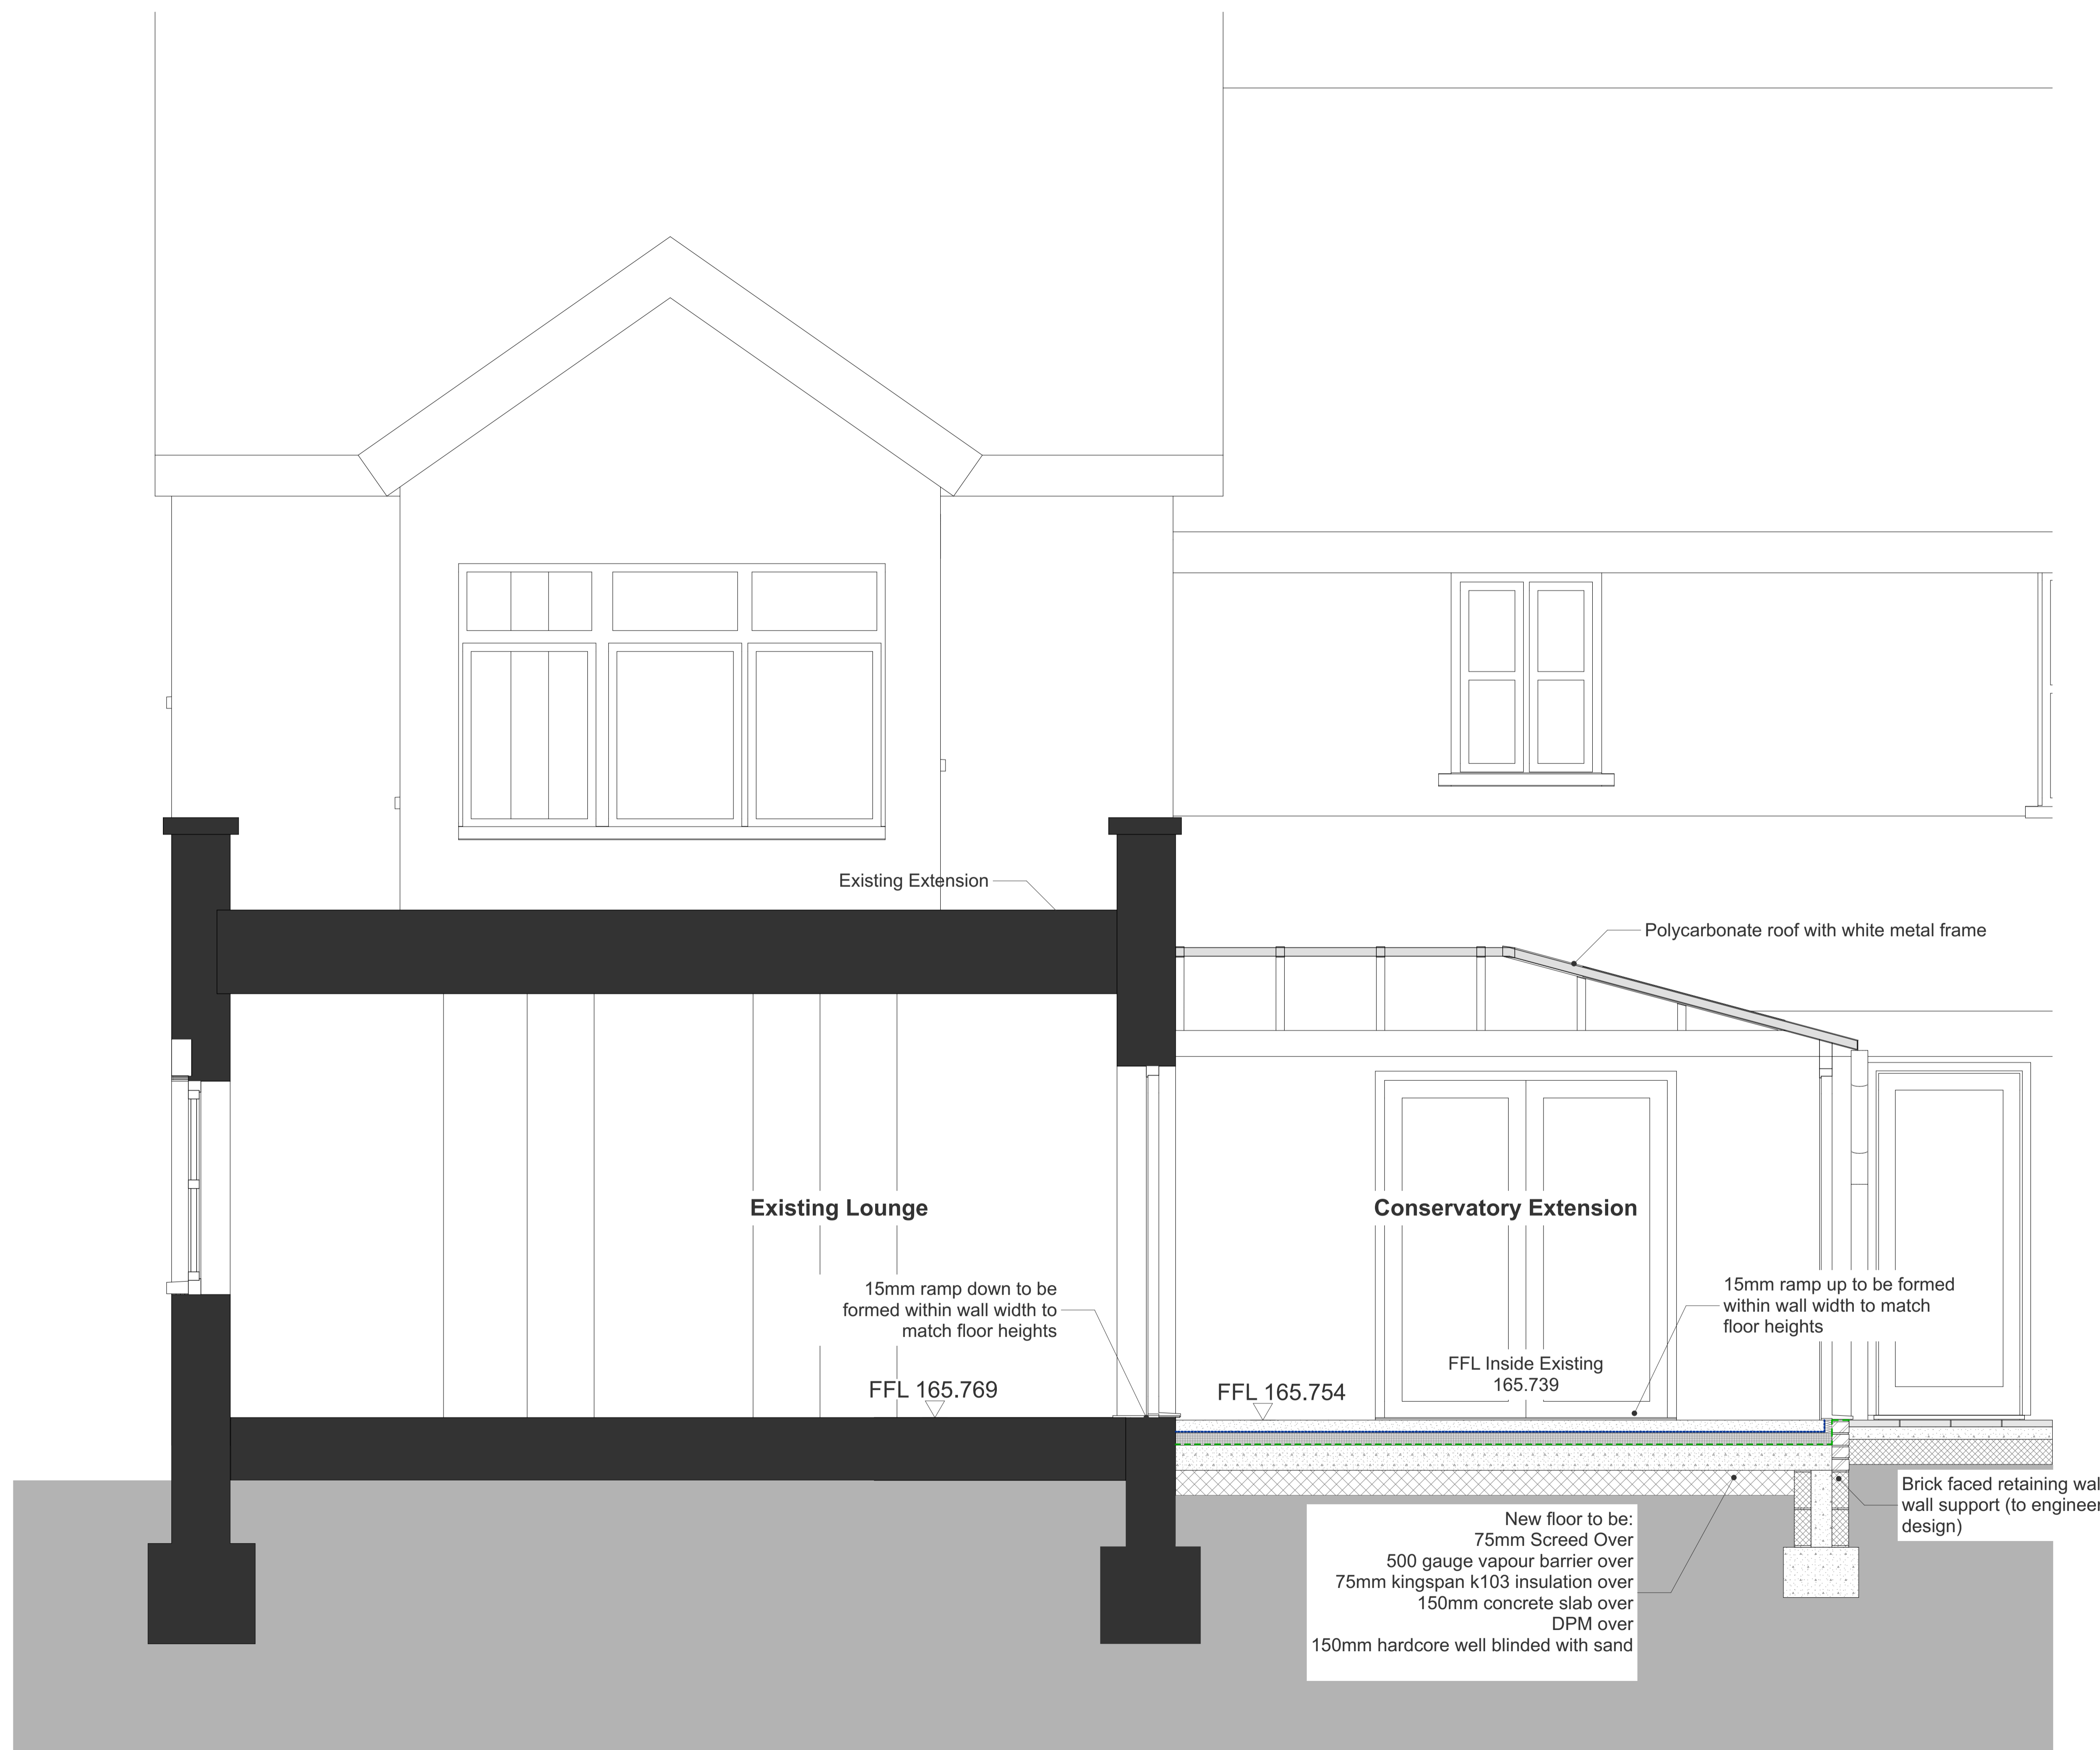 Existing Extension
Polycarbonate roof with white metal frame
Existing Lounge
Conservatory Extension
15mm ramp down to be
formed within wall width to
match floor heights
15mm ramp up to be formed
within wall width to match
floor heights
FFL Inside Existing
165.739
FFL 165.769
FFL 165.754
Brick faced retaining
wall support (to
design)
New floor to be:
75mm Screed Over
500 gauge vapour barrier over
75mm kingspan k103 insulation over
150mm concrete slab over
DPM over
150mm hardcore well blinded with sand